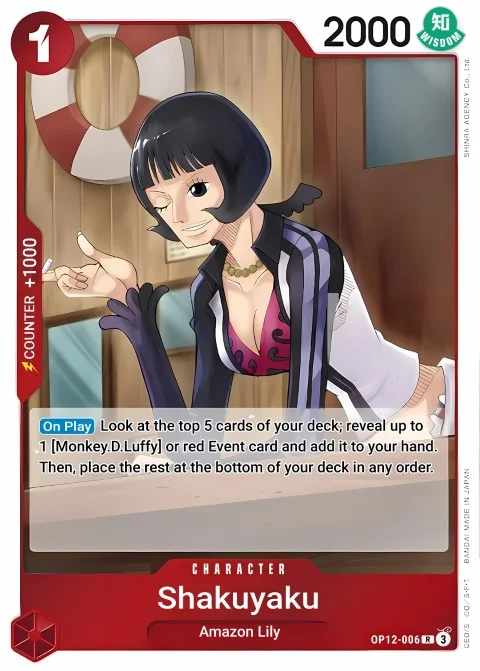 1
2000
知
WISDOM
SHINRA AGENCY Co., Ltd.
COUNTER +1000
On Play Look at the top 5 cards of your deck; reveal up to
1 [Monkey.D.Luffy] or red Event card and add it to your hand.
Then, place the rest at the bottom of your deck in any order.
BANDAI MADE IN JAPAN
©E.O/S. ©O/S・F・T
CHARACTER
Shakuyaku
Amazon Lily
OP12-006 R 3